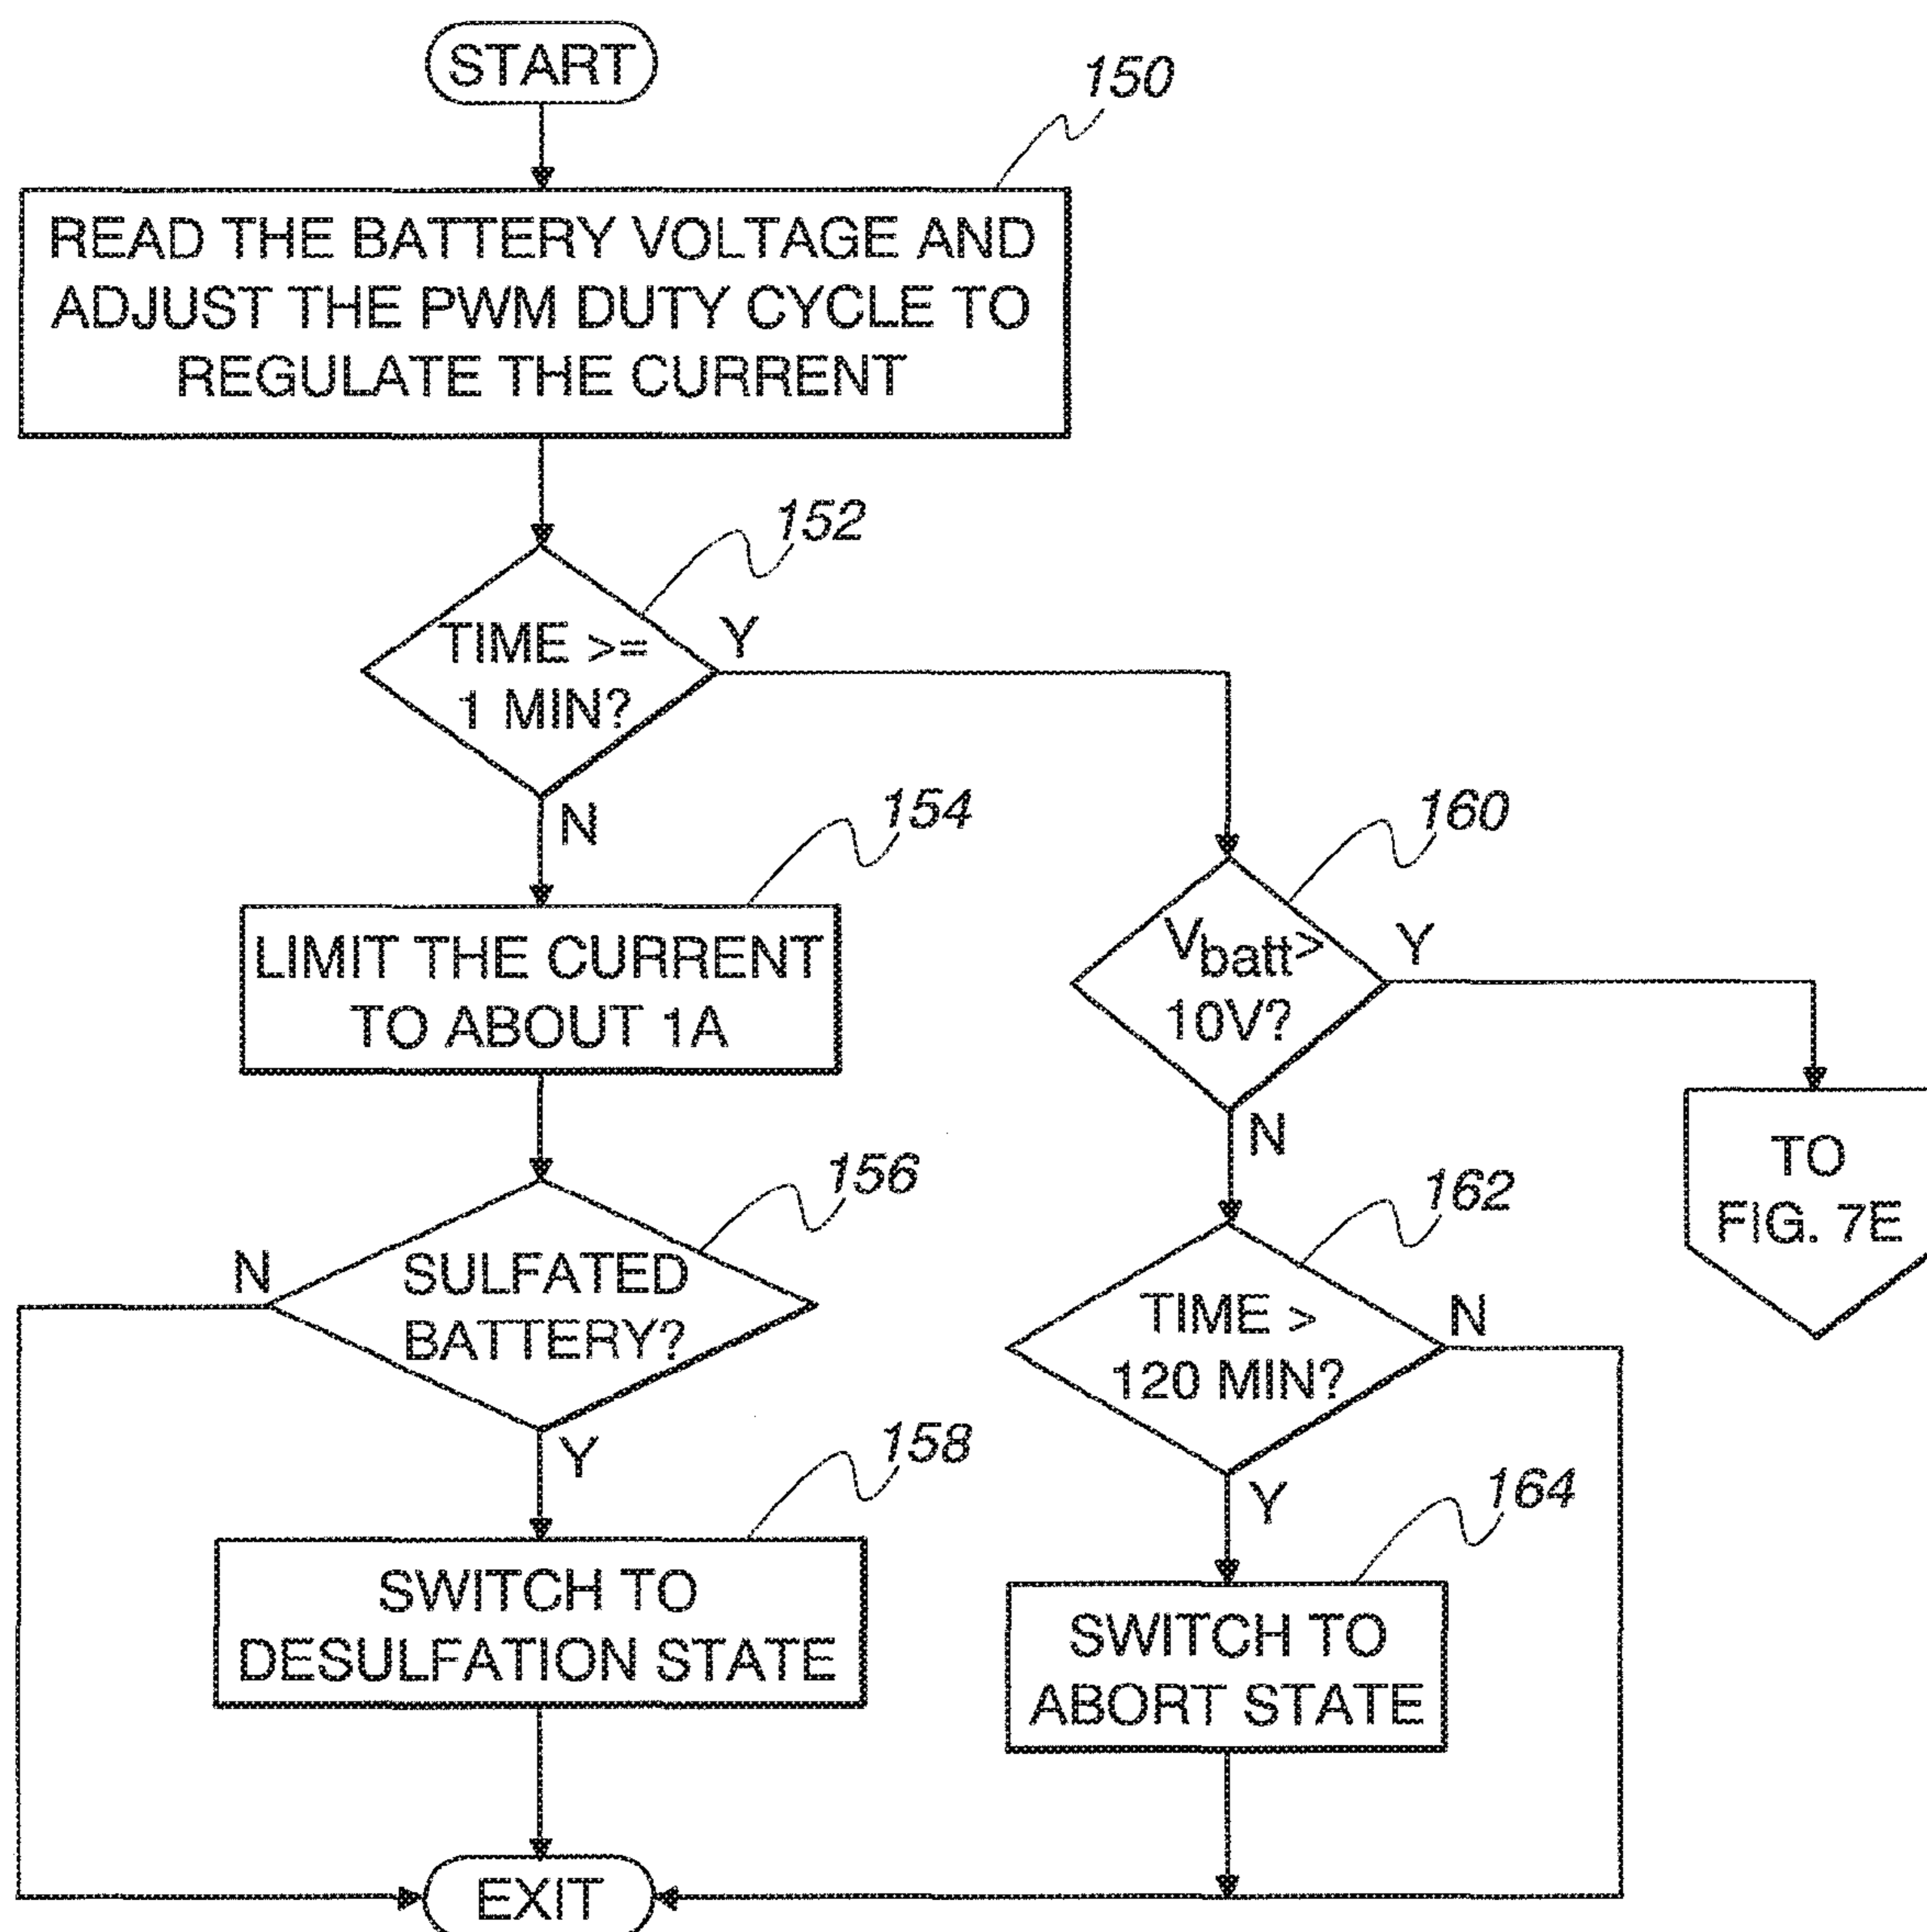 START
150
READ THE BATTERY VOLTAGE AND
ADJUST THE PWM DUTY CYCLE TO
REGULATE THE CURRENT
152
TIME >=
1 MIN?
Y
N
154
LIMIT THE CURRENT
TO ABOUT 1A
160
Vbatt>
10V?
Y
N
TO
FIG. 7E
156
SULFATED
BATTERY?
N
Y
162
TIME >
120 MIN?
N
Y
158
SWITCH TO
DESULFATION STATE
164
SWITCH TO
ABORT STATE
EXIT